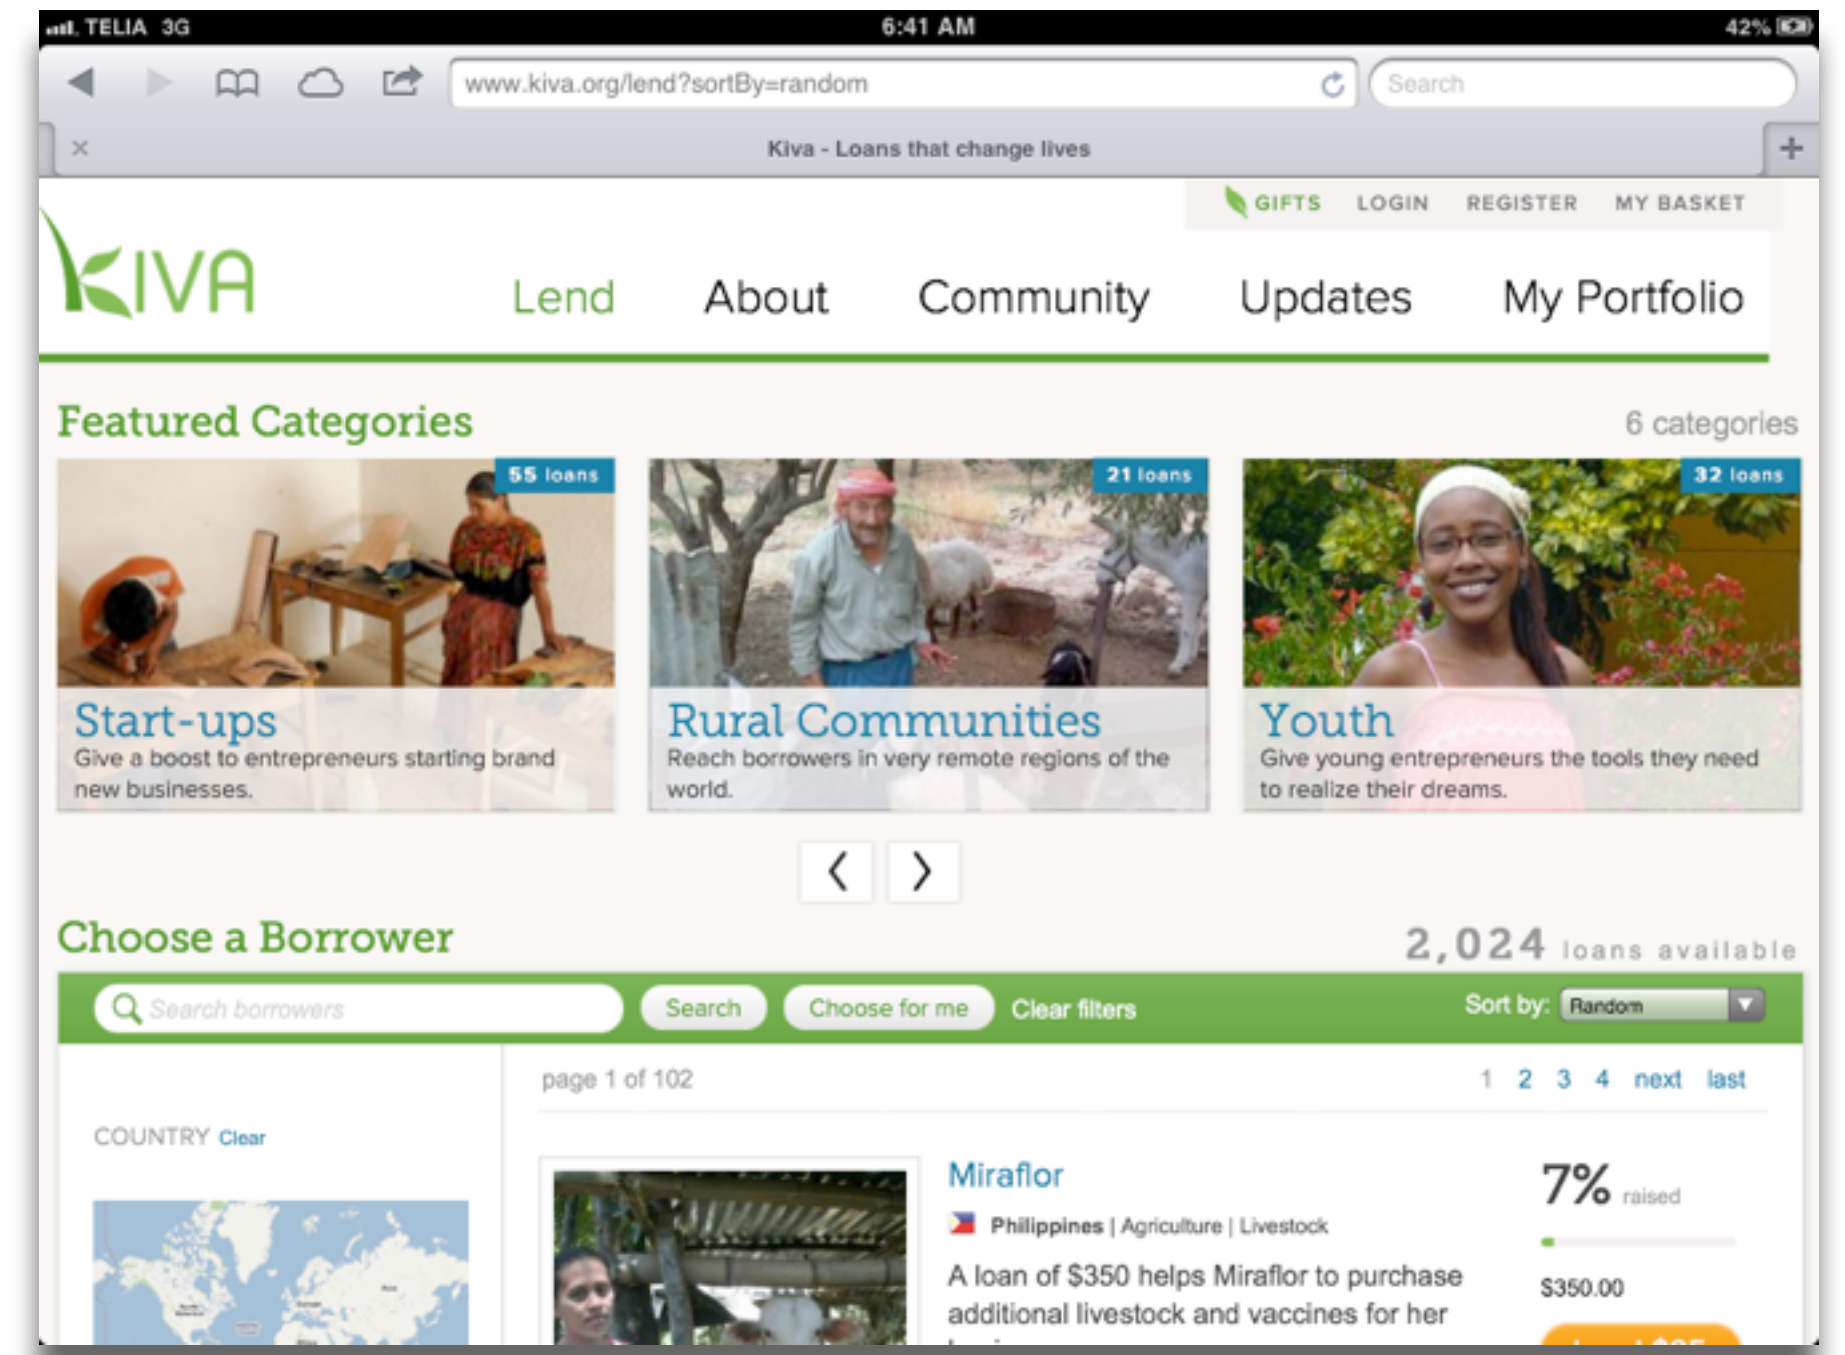 TELIA 3G
6:41 AM
42%
www.kiva.org/lend?sortBy=random
Search
Kiva - Loans that change lives
GIFTS LOGIN REGISTER MY BASKET
KIVA
Lend About Community Updates My Portfolio
Featured Categories
6 categories
55 loans
Start-ups
Give a boost to entrepreneurs starting brand
new businesses.
21 loans
Rural Communities
Reach borrowers in very remote regions of the
world.
32 loans
Youth
Give young entrepreneurs the tools they need
to realize their dreams.
Choose a Borrower
2,024 loans available
Search borrowers
Search
Choose for me
Clear filters
Sort by: Random
page 1 of 102
1 2 3 4 next last
COUNTRY Clear
Miraflor
Philippines | Agriculture | Livestock
A loan of $350 helps Miraflor to purchase
additional livestock and vaccines for her
7% raised
$350.00